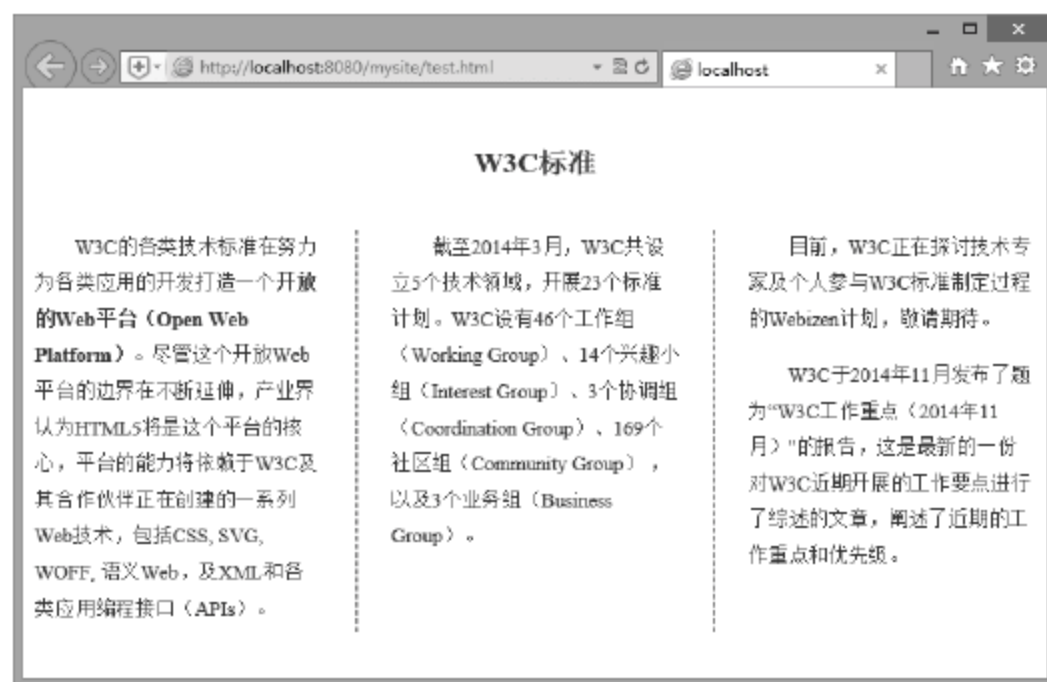 http://localhost:8080/mysite/test.html
localhost
W3C标准
W3C的各类技术标准在努力
为各类应用的开发打造一个开放
的Web平台（Open Web
Platform）。尽管这个开放Web
平台的边界在不断延伸，产业界
认为HTML5将是这个平台的核
心，平台的能力将依赖于W3C及
其合作伙伴正在创建的一系列
Web技术，包括CSS, SVG,
WOFF, 语义Web，及XML和各
类应用编程接口（APIs）。
截至2014年3月，W3C共设
立5个技术领域，开展23个标准
计划。W3C设有46个工作组
（Working Group）、14个兴趣小
组（Interest Group）、3个协调组
（Coordination Group）、169个
社区组（Community Group），
以及3个业务组（Business
Group）。
目前，W3C正在探讨技术专
家及个人参与W3C标准制定过程
的Webizen计划，敬请期待。
W3C于2014年11月发布了题
为“W3C工作重点（2014年11
月）"的报告，这是最新的一份
对W3C近期开展的工作要点进行
了综述的文章，阐述了近期的工
作重点和优先级。